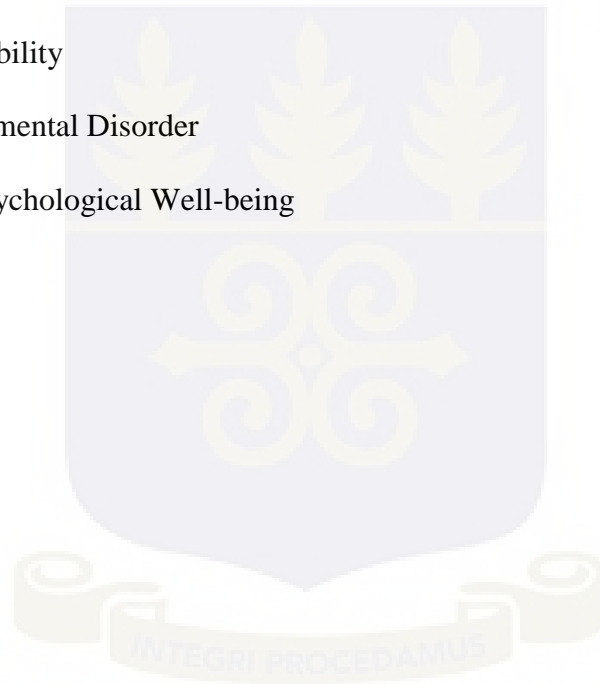 bility
mental Disorder
ychological Well-being
INTEGRI PROCEDAMUS